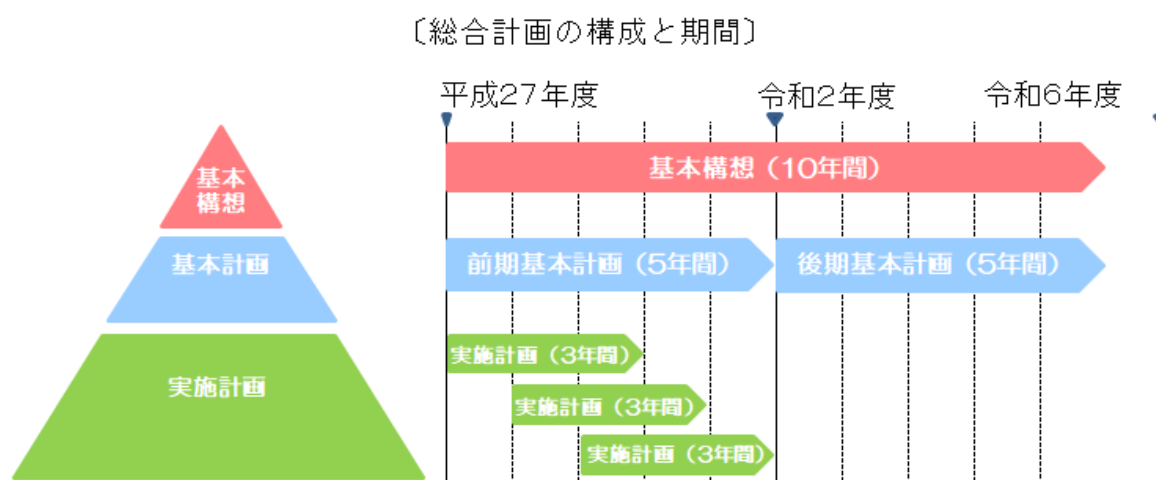 〔総合計画の構成と期間〕
平成27年度
令和2年度
令和6年度
基本
構想
基本構想（10年間）
基本計画
前期基本計画（5年間）
後期基本計画（5年間）
実施計画
実施計画（3年間）
実施計画（3年間）
実施計画（3年間）